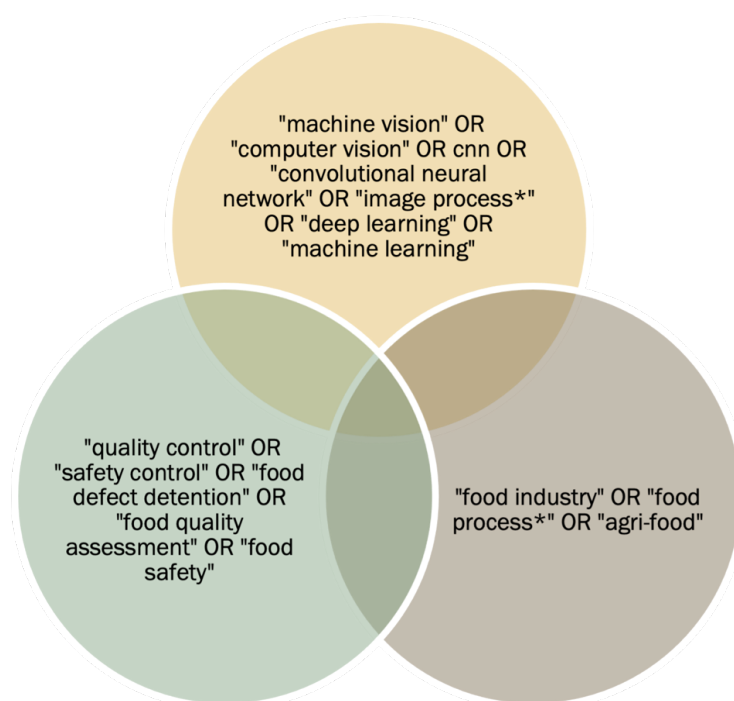 "machine vision" OR
"computer vision" OR cnn OR
"convolutional neural
network" OR "image process*"
OR "deep learning" OR
"machine learning"
"quality control" OR
"safety control" OR "food
defect detention" OR
"food quality
assessment" OR "food
safety"
"food industry" OR "food
process*" OR "agri-food"